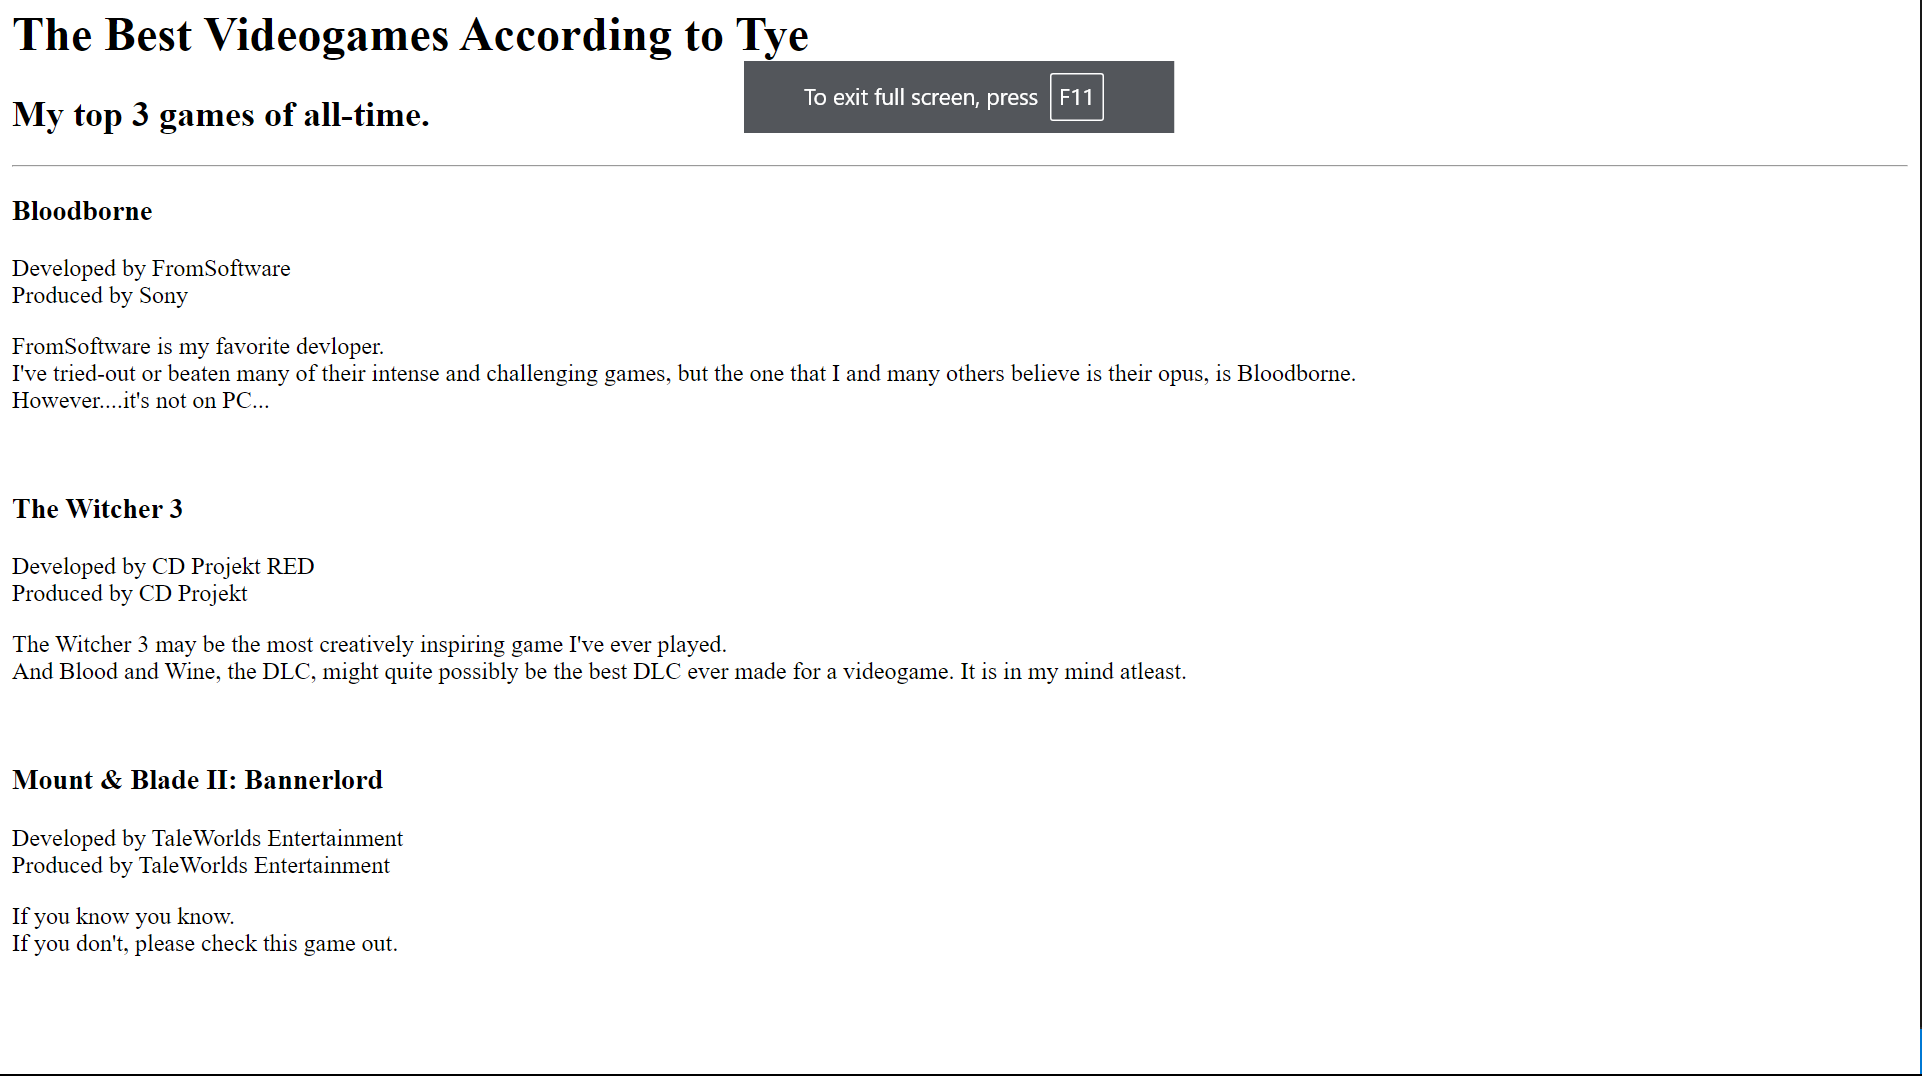 The Best Videogames According to Tye
To exit full screen, press F11
My top 3 games of all-time.
Bloodborne
Developed by FromSoftware
Produced by Sony
FromSoftware is my favorite devloper.
I've tried-out or beaten many of their intense and challenging games, but the one that I and many others believe is their opus, is Bloodborne.
However....it's not on PC...
The Witcher 3
Developed by CD Projekt RED
Produced by CD Projekt
The Witcher 3 may be the most creatively inspiring game I've ever played.
And Blood and Wine, the DLC, might quite possibly be the best DLC ever made for a videogame. It is in my mind atleast.
Mount & Blade II: Bannerlord
Developed by TaleWorlds Entertainment
Produced by TaleWorlds Entertainment
If you know you know.
If you don't, please check this game out.